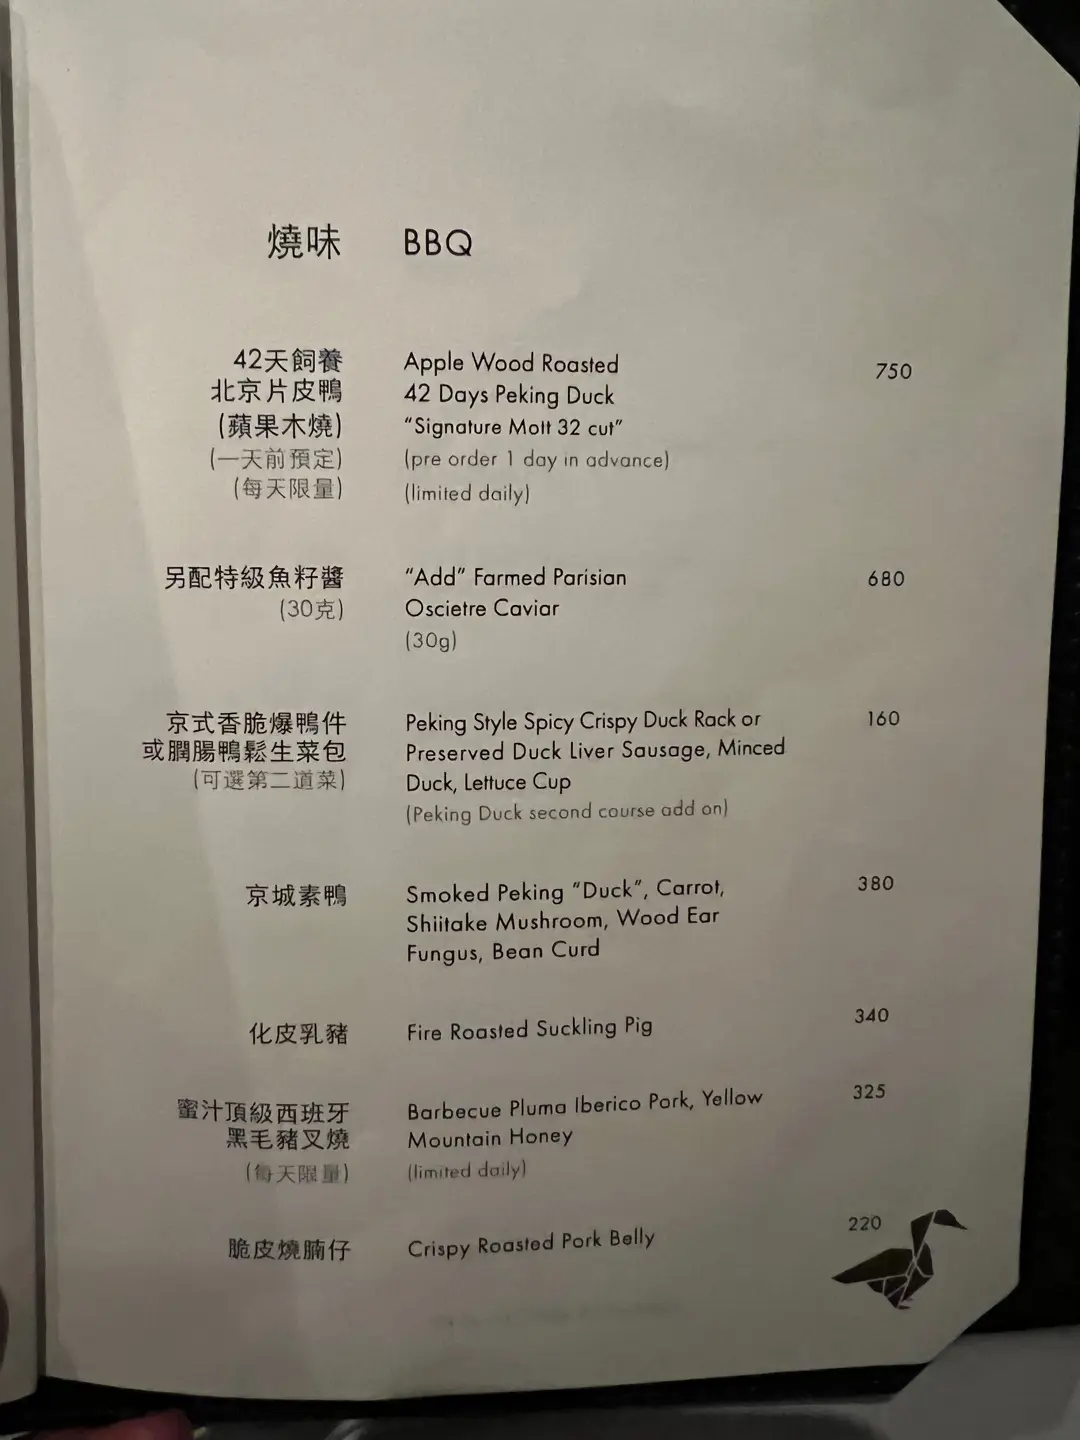 燒味 BBQ
42天飼養 Apple Wood Roasted 750
北京片皮鴨 42 Days Peking Duck
(蘋果木燒) “Signature Mott 32 cut”
(一天前預定) (pre order 1 day in advance)
(每天限量) (limited daily)
另配特級魚籽醬 “Add” Farmed Parisian 680
(30克) Oscietre Caviar
(30g)
京式香脆爆鴨件 Peking Style Spicy Crispy Duck Rack or 160
或膶腸鴨鬆生菜包 Preserved Duck Liver Sausage, Minced
(可選第二道菜) Duck, Lettuce Cup
(Peking Duck second course add on)
京城素鴨 Smoked Peking “Duck”, Carrot, 380
Shiitake Mushroom, Wood Ear
Fungus, Bean Curd
化皮乳豬 Fire Roasted Suckling Pig 340
蜜汁頂級西班牙 Barbecue Pluma Iberico Pork, Yellow 325
黑毛豬叉燒 Mountain Honey
(每天限量) (limited daily)
脆皮燒腩仔 Crispy Roasted Pork Belly 220